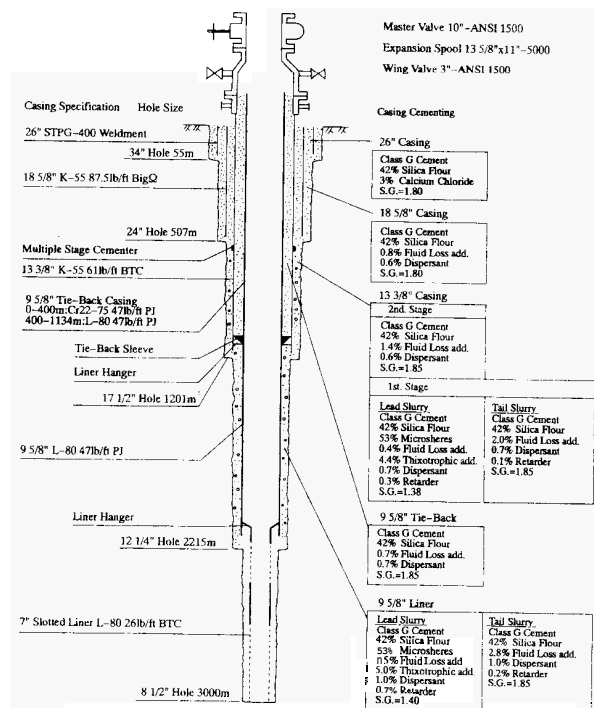 Master Valve 10"-ANSI 1500
Expansion Spool 13 5/8"x11"-5000
Wing Valve 3"-ANSI 1500
Casing Specification Hole Size
Casing Cementing
26" STPG-400 Weldment
34" Hole 55m
18 5/8" K-55 87.5lb/ft BigΩ
24" Hole 507m
Multiple Stage Cementer
13 3/8" K-55 61lb/ft BTC
9 5/8" Tie-Back Casing
0~400m:Cr22-75 47lb/ft PJ
400-1134m:L-80 47lb/ft PJ
Tie-Back Sleeve
Liner Hanger
17 1/2" Hole 1201m
9 5/8" L-80 47lb/ft PJ
Liner Hanger
12 1/4" Hole 2215m
7" Slotted Liner L-80 26lb/ft BTC
8 1/2" Hole 3000m
26" Casing
Class G Cement
42% Silica Flour
3% Calcium Chloride
S.G.=1.80
18 5/8" Casing
Class G Cement
42% Silica Flour
0.8% Fluid Loss add.
0.6% Dispersant
S.G.=1.80
13 3/8" Casing
2nd. Stage
Class G Cement
42% Silica Flour
1.4% Fluid Loss add.
0.6% Dispersant
S.G.=1.85
1st. Stage
Lead Slurry
Class G Cement
42% Silica Flour
53% Microsheres
0.4% Fluid Loss add.
4.4% Thixotrophic add.
0.7% Dispersant
0.3% Retarder
S.G.=1.38
Tail Slurry
Class G Cement
42% Silica Flour
2.0% Fluid Loss add.
0.7% Dispersant
0.1% Retarder
S.G.=1.85
9 5/8" Tie-Back
Class G Cement
42% Silica Flour
0.7% Fluid Loss add.
0.7% Dispersant
S.G.=1.85
9 5/8" Liner
Lead Slurry
Class G Cement
42% Silica Flour
53% Microsheres
0.5% Fluid Loss add
5.0% Thixotrophic add
1.0% Dispersant
0.7% Retarder
S.G.=1.40
Tail Slurry
Class G Cement
42% Silica Flour
2.8% Fluid Loss add.
1.0% Dispersant
0.2% Retarder
S.G.=1.85